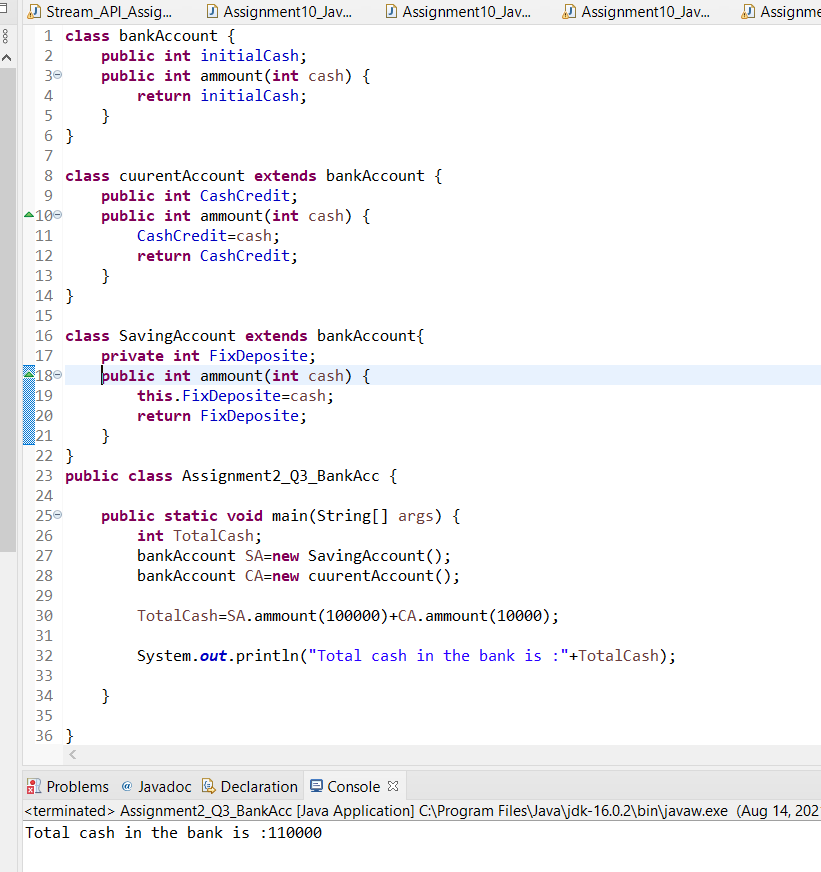 Stream_API_Assig... Assignment10_Jav... Assignment10_Jav... Assignment10_Jav... Assignme
1 class bankAccount {
2 public int initialCash;
3 public int ammount(int cash) {
4 return initialCash;
5 }
6 }
7
8 class cuurentAccount extends bankAccount {
9 public int CashCredit;
10 public int ammount(int cash) {
11 CashCredit=cash;
12 return CashCredit;
13 }
14 }
15
16 class SavingAccount extends bankAccount{
17 private int FixDeposite;
18 public int ammount(int cash) {
19 this.FixDeposite=cash;
20 return FixDeposite;
21 }
22 }
23 public class Assignment2_Q3_BankAcc {
24
25 public static void main(String[] args) {
26 int TotalCash;
27 bankAccount SA=new SavingAccount();
28 bankAccount CA=new cuurentAccount();
29
30 TotalCash=SA.ammount(100000)+CA.ammount(10000);
31
32 System.out.println("Total cash in the bank is :"+TotalCash);
33
34 }
35
36 }
Problems @ Javadoc Declaration Console
<terminated> Assignment2_Q3_BankAcc [Java Application] C:\Program Files\Java\jdk-16.0.2\bin\javaw.exe (Aug 14, 202
Total cash in the bank is :110000